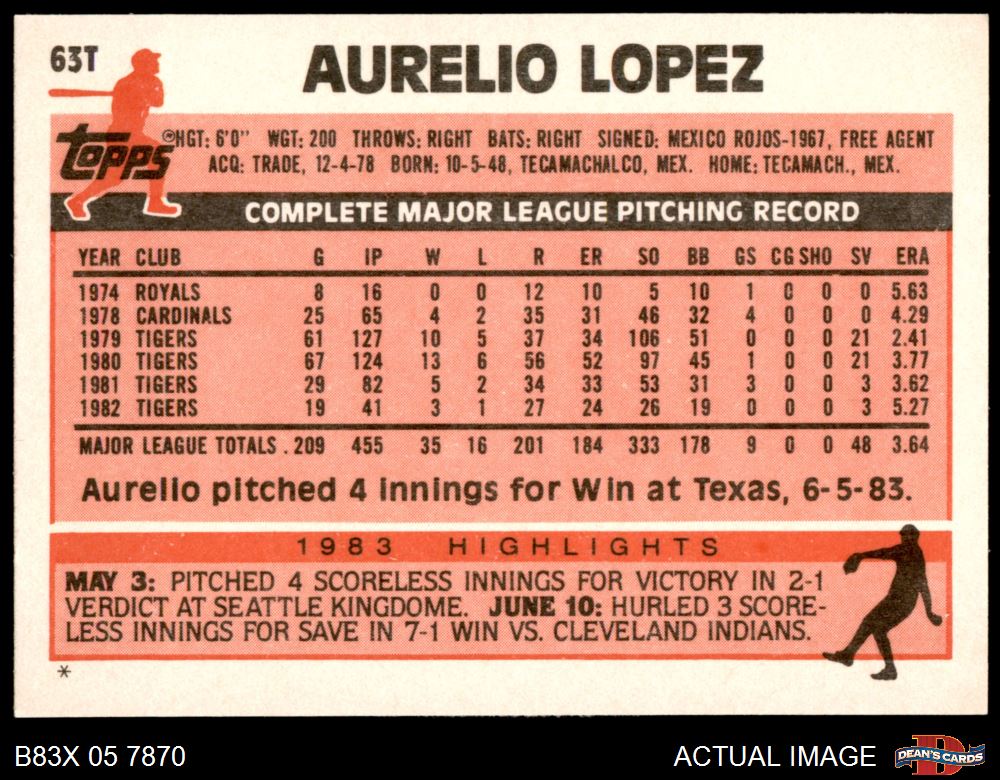 63T
AURELIO LOPEZ
topps ® HGT: 6'0" WGT: 200 THROWS: RIGHT BATS: RIGHT SIGNED: MEXICO ROJOS-1967, FREE AGENT
ACQ: TRADE, 12-4-78 BORN: 10-5-48, TECAMACHALCO, MEX. HOME: TECAMACH., MEX.
COMPLETE MAJOR LEAGUE PITCHING RECORD
YEAR CLUB G IP W L R ER SO BB GS CG SHO SV ERA
1974 ROYALS 8 16 0 0 12 10 5 10 1 0 0 0 5.63
1978 CARDINALS 25 65 4 2 35 31 46 32 4 0 0 0 4.29
1979 TIGERS 61 127 10 5 37 34 106 51 0 0 0 21 2.41
1980 TIGERS 67 124 13 6 56 52 97 45 1 0 0 21 3.77
1981 TIGERS 29 82 5 2 34 33 53 31 3 0 0 3 3.62
1982 TIGERS 19 41 3 1 27 24 26 19 0 0 0 3 5.27
MAJOR LEAGUE TOTALS . 209 455 35 16 201 184 333 178 9 0 0 48 3.64
Aurelio pitched 4 innings for Win at Texas, 6-5-83.
1983 HIGHLIGHTS
MAY 3: PITCHED 4 SCORELESS INNINGS FOR VICTORY IN 2-1
VERDICT AT SEATTLE KINGDOME. JUNE 10: HURLED 3 SCORE-
LESS INNINGS FOR SAVE IN 7-1 WIN VS. CLEVELAND INDIANS.
*
B83X 05 7870 ACTUAL IMAGE DEAN'S CARDS